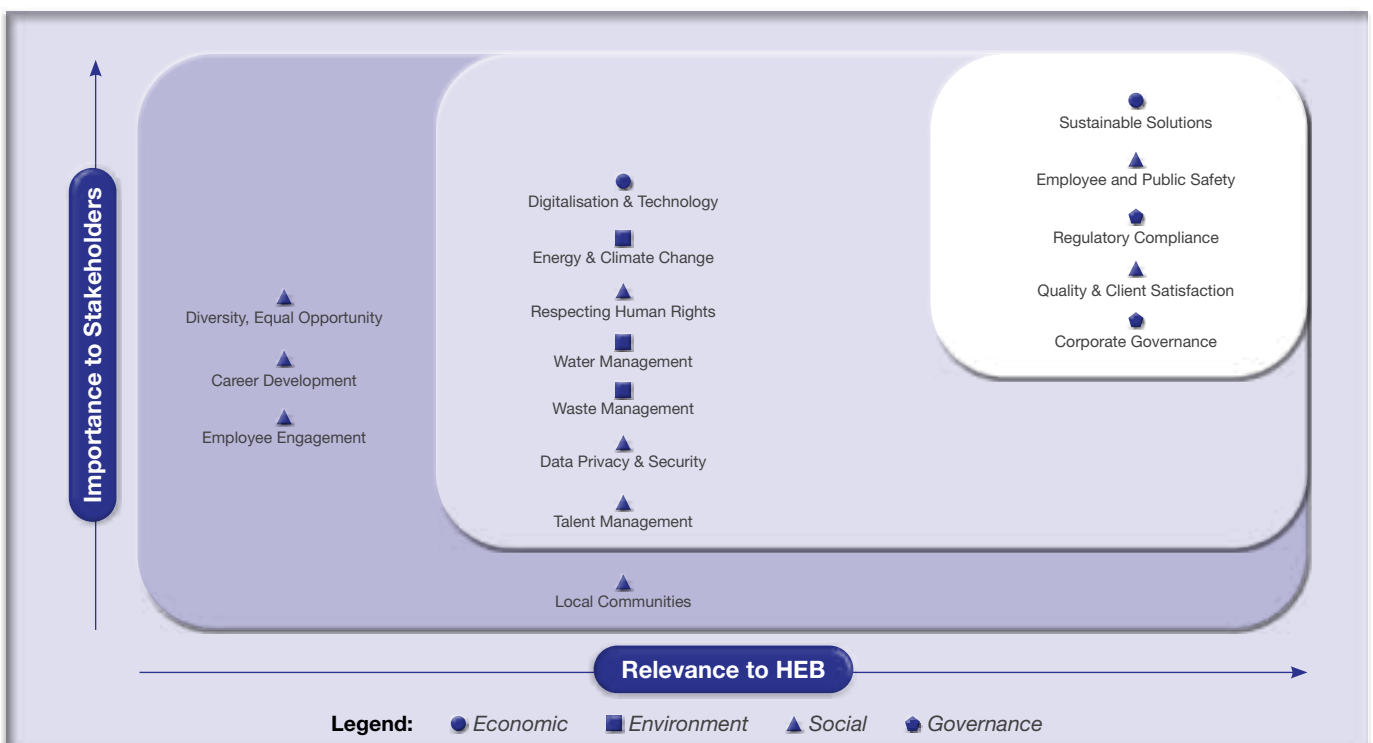 Importance to Stakeholders
Sustainable Solutions
Employee and Public Safety
Regulatory Compliance
Quality & Client Satisfaction
Corporate Governance
Digitalisation & Technology
Energy & Climate Change
Respecting Human Rights
Water Management
Waste Management
Data Privacy & Security
Talent Management
Diversity, Equal Opportunity
Career Development
Employee Engagement
Local Communities
Relevance to HEB
Legend: Economic Environment Social Governance